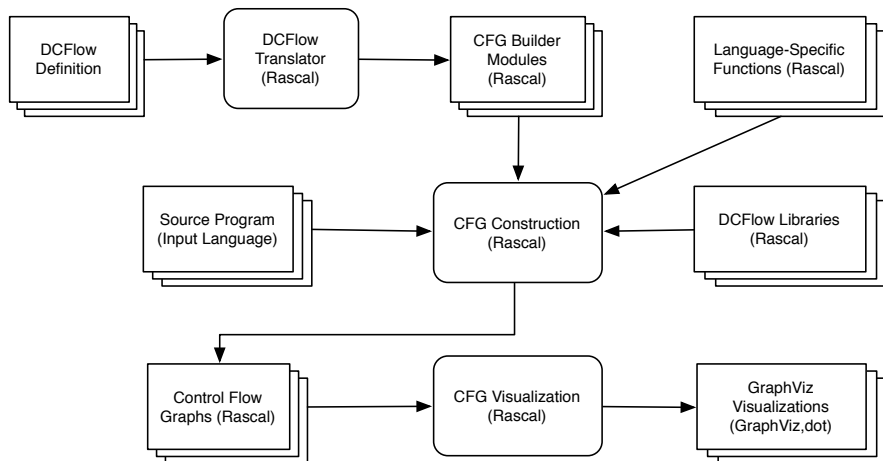 DCFlow
Definition
DCFlow
Translator
(Rascal)
CFG Builder
Modules
(Rascal)
Language-Specific
Functions (Rascal)
Source Program
(Input Language)
CFG Construction
(Rascal)
DCFlow Libraries
(Rascal)
Control Flow
Graphs (Rascal)
CFG Visualization
(Rascal)
GraphViz
Visualizations
(GraphViz,dot)